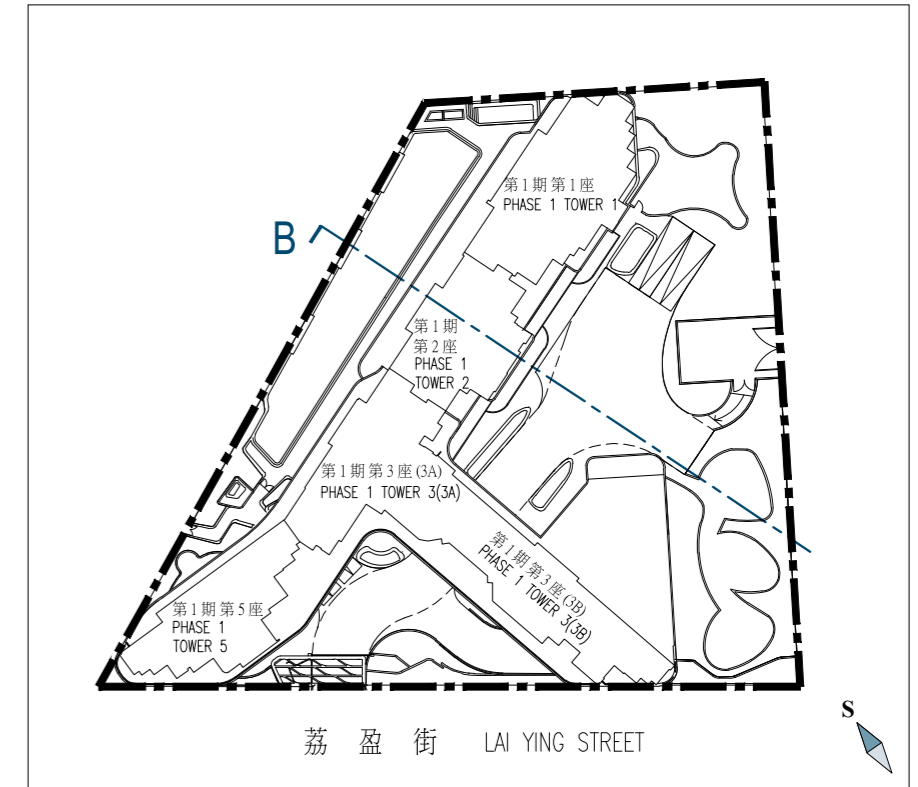 第1期第1座
PHASE 1 TOWER 1
B
第1期
第2座
PHASE 1
TOWER 2
第1期第3座(3A)
PHASE 1 TOWER 3(3A)
第1期第3座(3B)
PHASE 1 TOWER 3(3B)
第1期第5座
PHASE 1
TOWER 5
荔盈街 LAI YING STREET
S